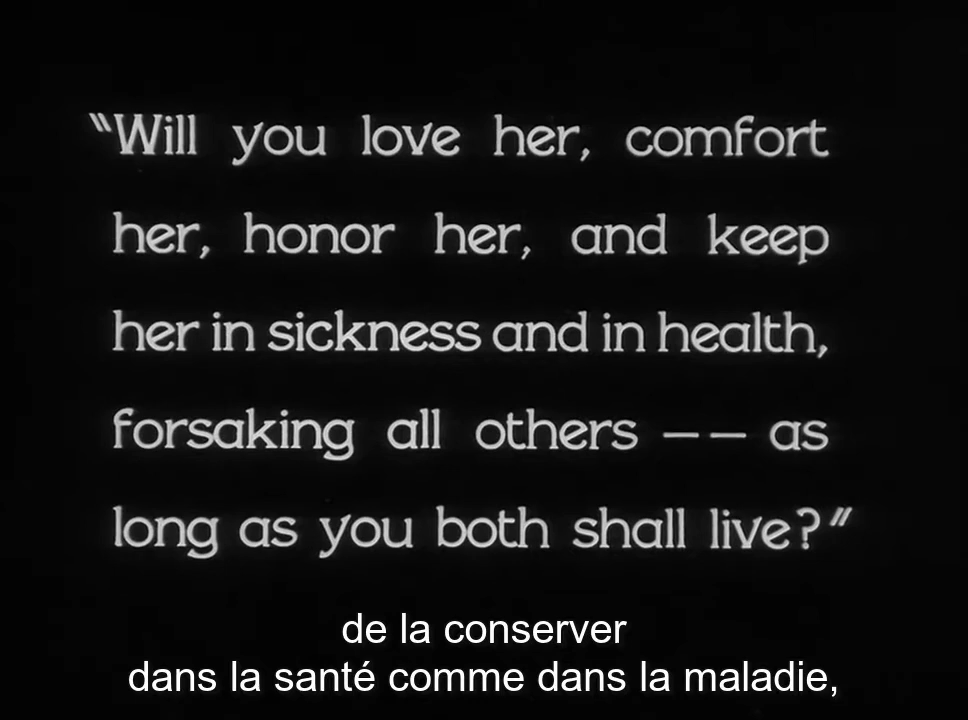 "Will you love her, comfort
her, honor her, and keep
her in sickness and in health,
forsaking all others -- as
long as you both shall live?"
de la conserver
dans la santé comme dans la maladie,